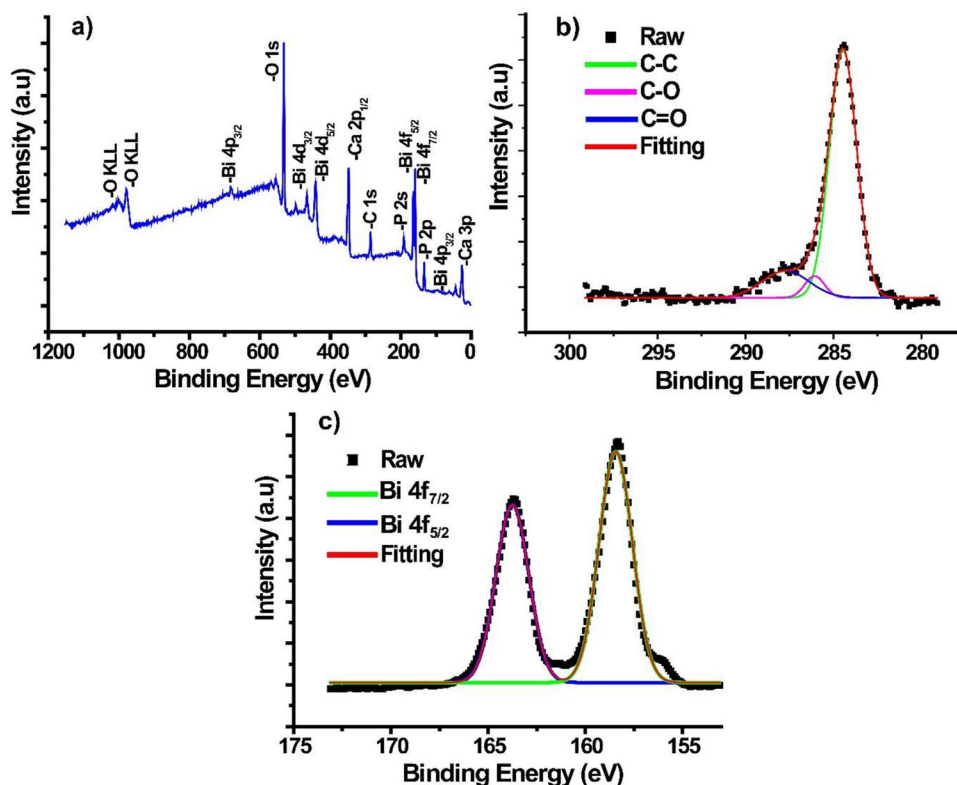 a)
Intensity (a.u)
-O KLL
-O KLL
-Bi 4p3/2
-O 1s
-Bi 4d3/2
-Bi 4d5/2
-Ca 2p1/2
-C 1s
-P 2s
-Bi 4f5/2
-Bi 4f7/2
-P 2p
-Bi 4p3/2
-Ca 3p
1200 1000 800 600 400 200 0
Binding Energy (eV)
b)
Intensity (a.u)
Raw
C-C
C-O
C=O
Fitting
300 295 290 285 280
Binding Energy (eV)
c)
Intensity (a.u)
Raw
Bi 4f7/2
Bi 4f5/2
Fitting
175 170 165 160 155
Binding Energy (eV)